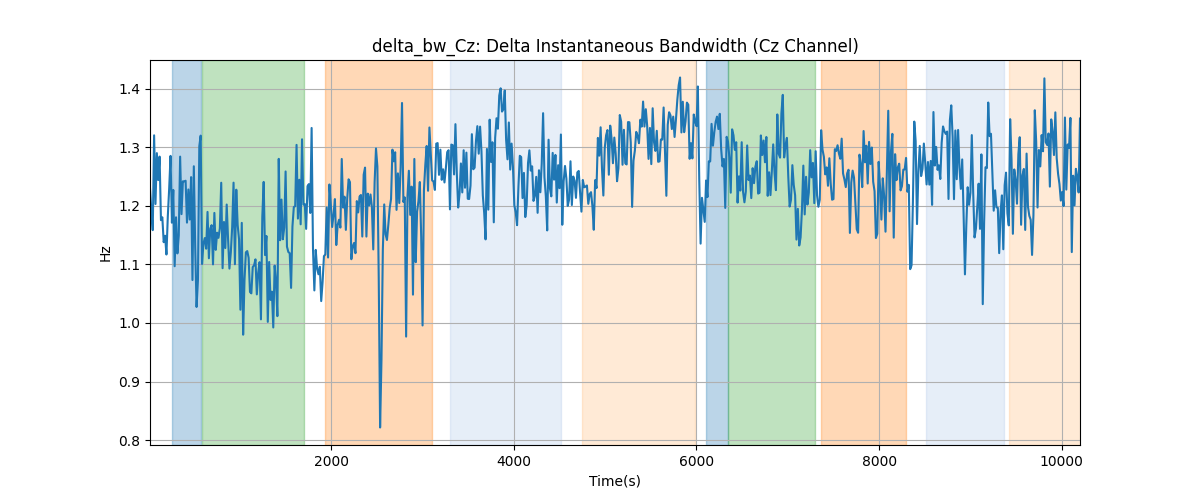 delta_bw_Cz: Delta Instantaneous Bandwidth (Cz Channel)
1.4
1.3
1.2
1.1
1.0
0.9
0.8
Hz
2000 4000 6000 8000 10000
Time(s)